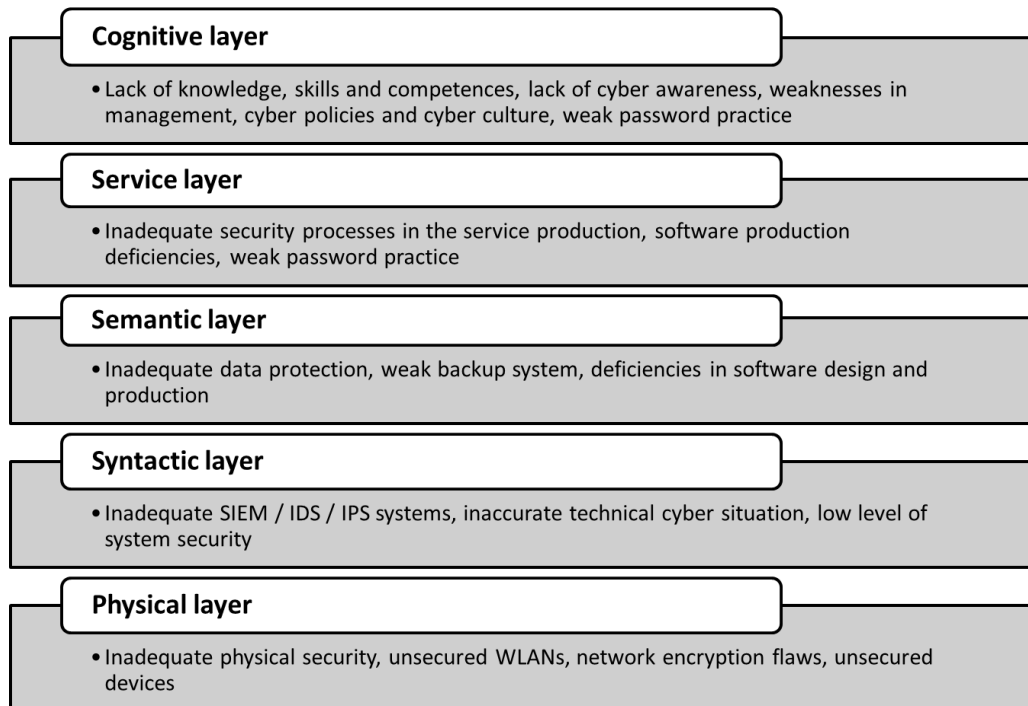 Cognitive layer
• Lack of knowledge, skills and competences, lack of cyber awareness, weaknesses in
management, cyber policies and cyber culture, weak password practice
Service layer
• Inadequate security processes in the service production, software production
deficiencies, weak password practice
Semantic layer
• Inadequate data protection, weak backup system, deficiencies in software design and
production
Syntactic layer
• Inadequate SIEM / IDS / IPS systems, inaccurate technical cyber situation, low level of
system security
Physical layer
• Inadequate physical security, unsecured WLANs, network encryption flaws, unsecured
devices